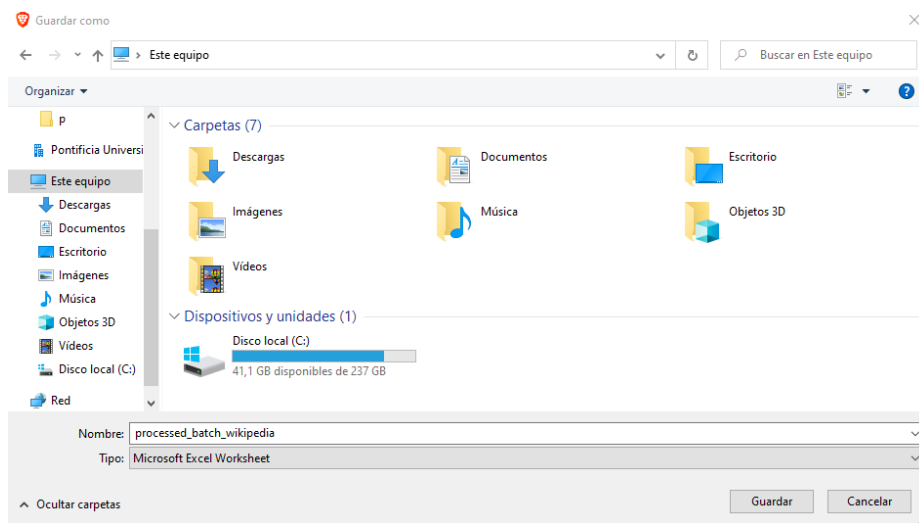 Guardar como
Este equipo
Buscar en Este equipo
Organizar
p
Pontificia Universi
Este equipo
Descargas
Documentos
Escritorio
Imágenes
Música
Objetos 3D
Vídeos
Disco local (C:)
Red
Carpetas (7)
Descargas
Documentos
Escritorio
Imágenes
Música
Objetos 3D
Vídeos
Dispositivos y unidades (1)
Disco local (C:)
41,1 GB disponibles de 237 GB
Nombre: processed_batch_wikipedia
Tipo: Microsoft Excel Worksheet
Ocultar carpetas
Guardar
Cancelar